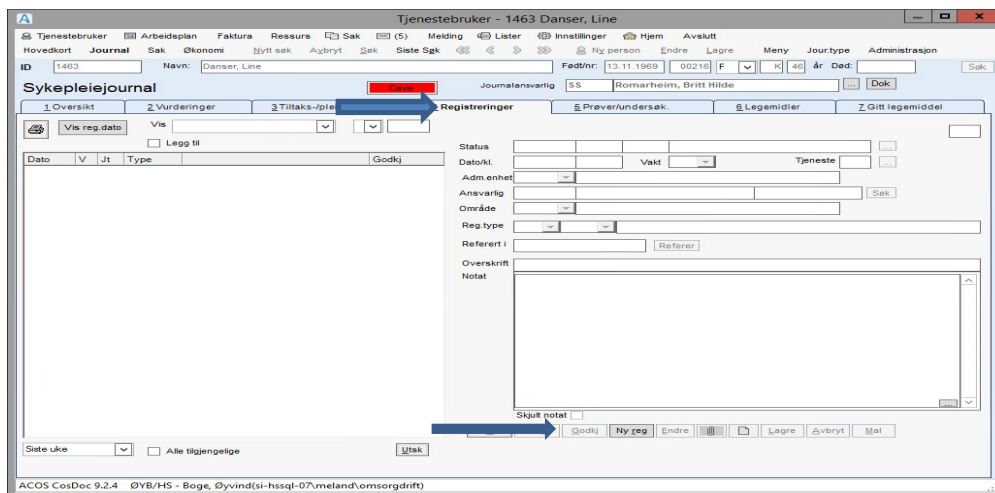 Tjenestebruker - 1463 Danser, Line
Tjenestebruker Arbeidsplan Faktura Ressurs Sak (5) Melding Lister Innstillinger Hjem Avslutt
Hovedkort Journal Sak Økonomi Nytt søk Avbryt Søk Siste Søk Ny person Endre Lagre Meny Jour.type Administrasjon
ID 1463 Navn: Danser, Line Født/nr: 13.11.1969 00216 F K 46 år Død: Søk
Sykepleiejournal Cave Journalansvarlig SS Romarheim, Britt Hilde ... Dok
1 Oversikt 2 Vurderinger 3 Tiltaks-/ple Registreringer 5 Prøver/undersøk. 6 Legemidler 7 Gitt legemiddel
Vis reg.dato Vis
Legg til
Status ...
Dato V Jt Type Godkj
Dato/kl. Vakt Tjeneste ...
Adm.enhet
Ansvarlig Søk
Område
Reg.type
Referert i Referer
Overskrift
Notat
...
Skjult notat
Godkj Ny reg Endre Lagre Avbryt Mal
Siste uke Alle tilgjengelige Utsk
ACOS CosDoc 9.2.4 ØYB/HS - Boge, Øyvind(si-hssql-07\meland\omsorgdrift)